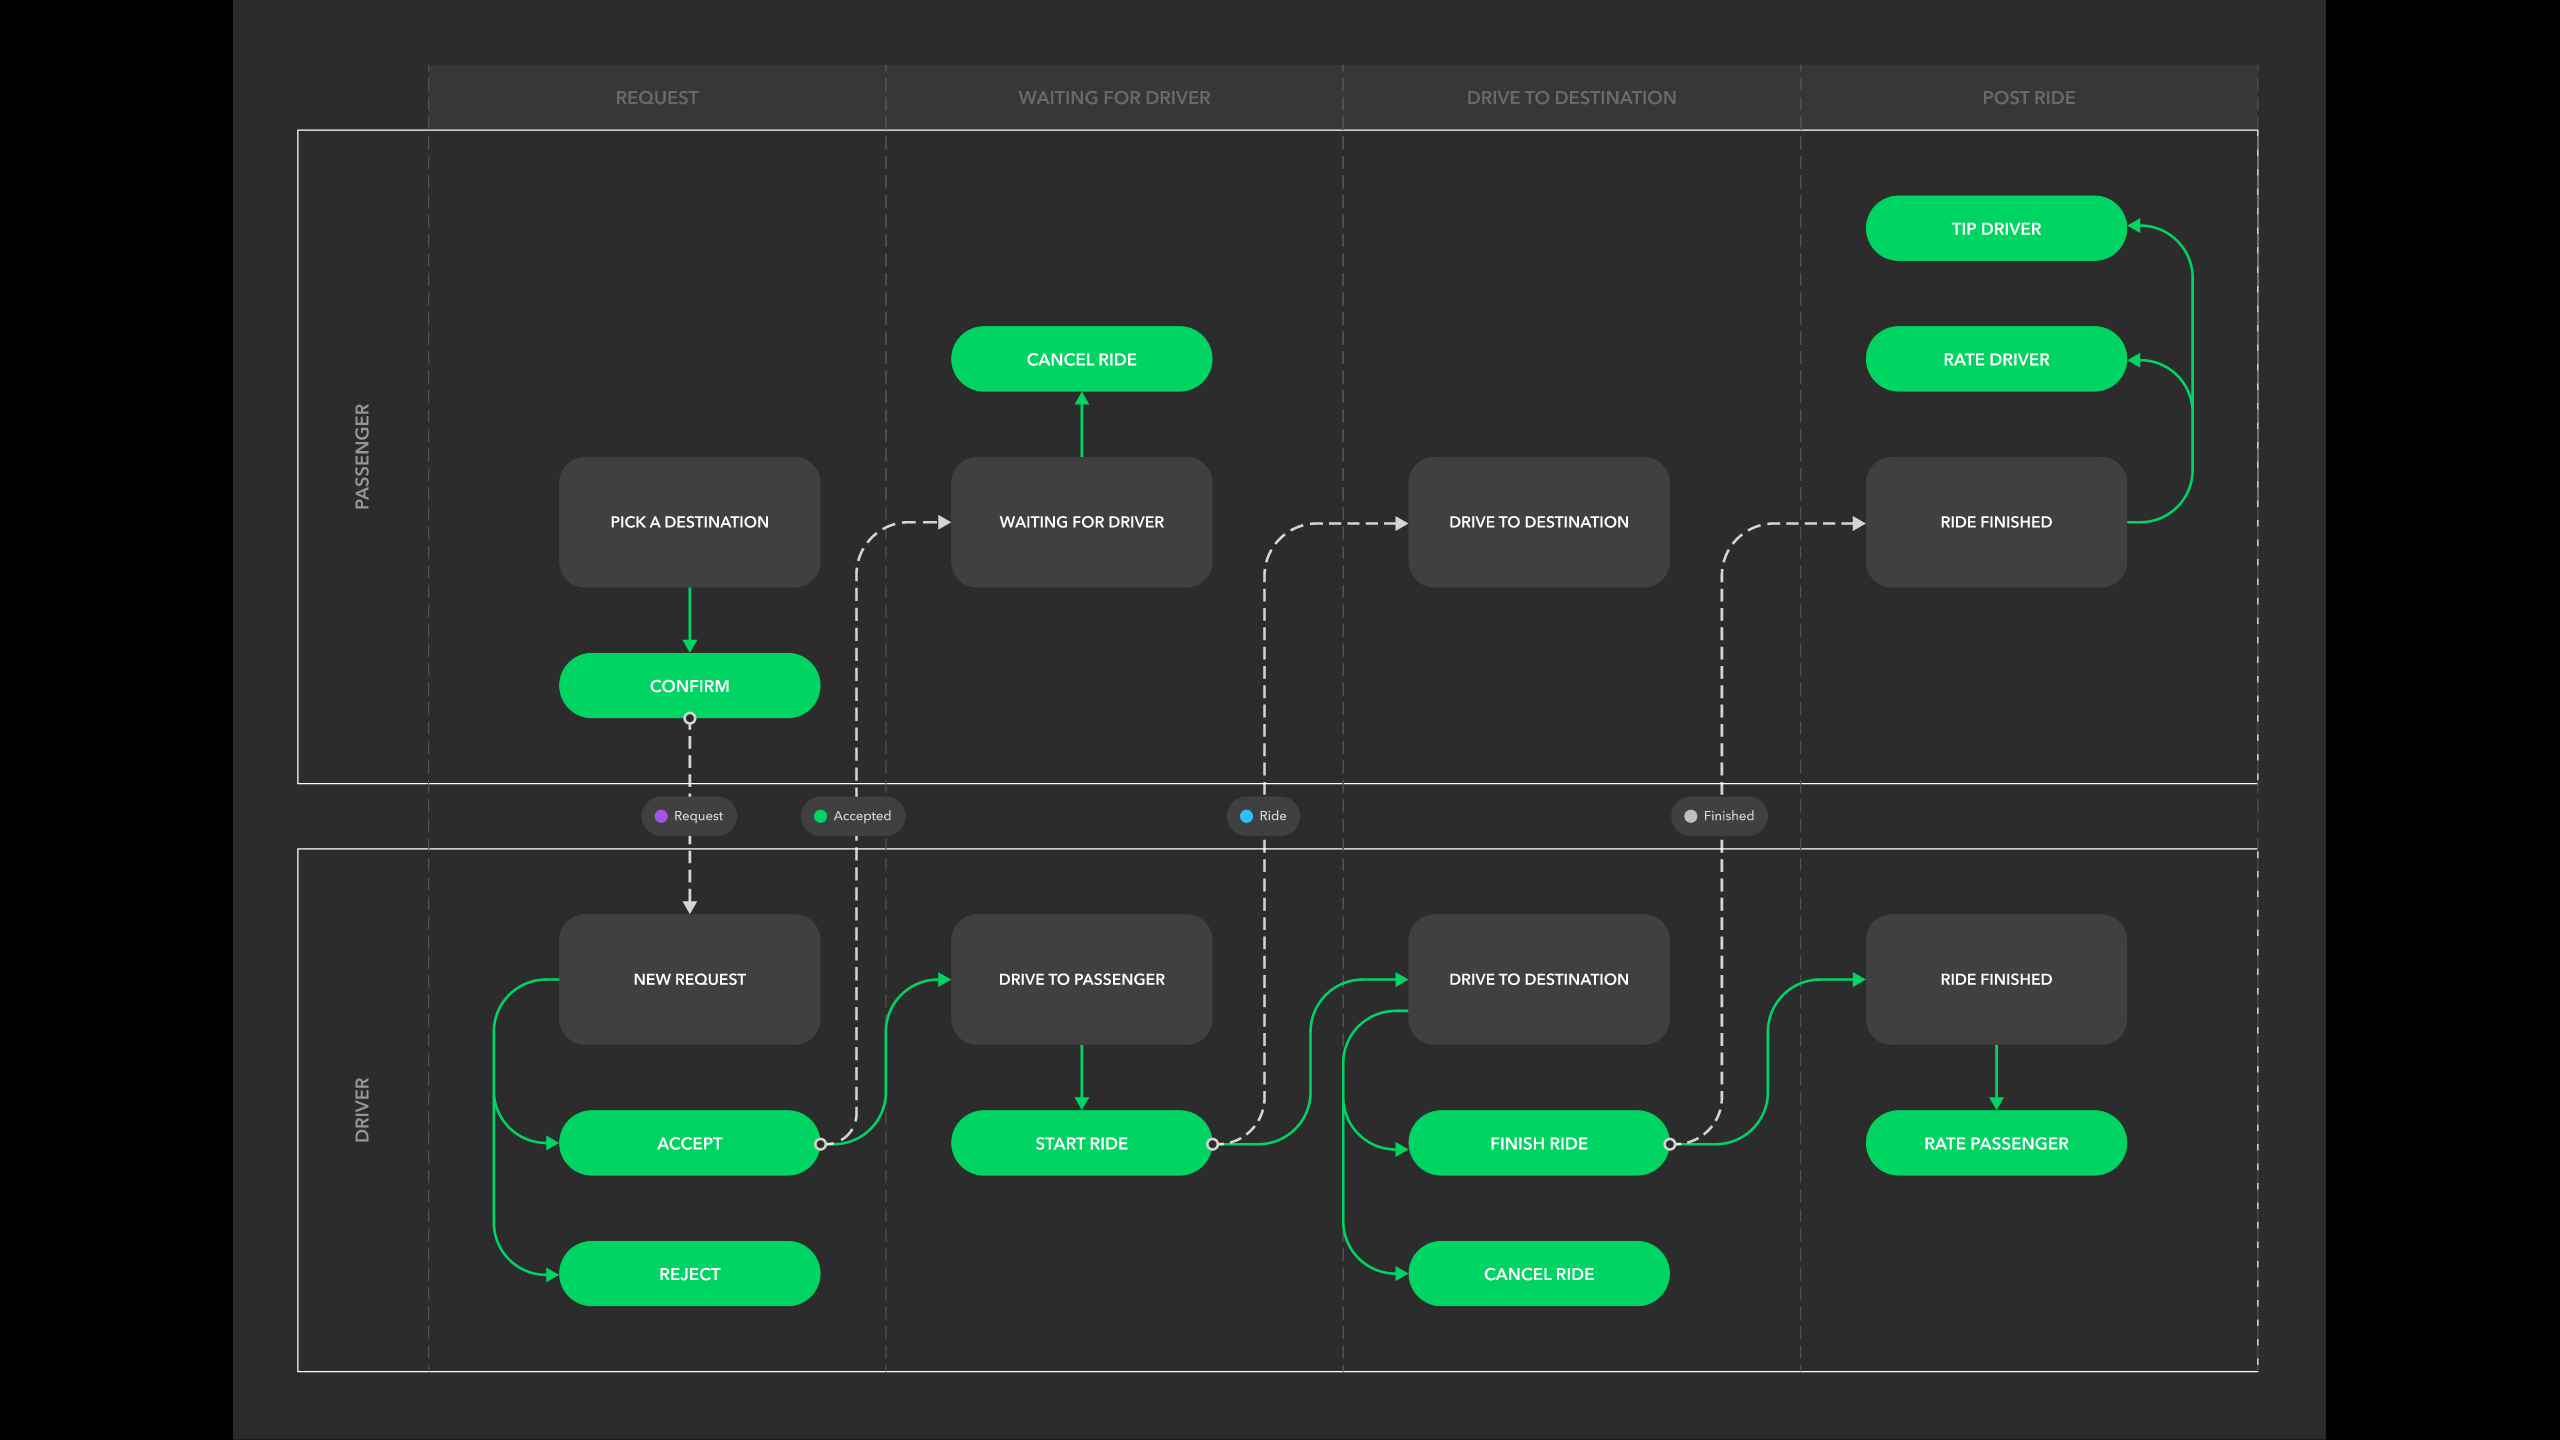 REQUEST
WAITING FOR DRIVER
DRIVE TO DESTINATION
POST RIDE
PASSENGER
TIP DRIVER
CANCEL RIDE
RATE DRIVER
PICK A DESTINATION
WAITING FOR DRIVER
DRIVE TO DESTINATION
RIDE FINISHED
CONFIRM
Request
Accepted
Ride
Finished
DRIVER
NEW REQUEST
DRIVE TO PASSENGER
DRIVE TO DESTINATION
RIDE FINISHED
ACCEPT
START RIDE
FINISH RIDE
RATE PASSENGER
REJECT
CANCEL RIDE